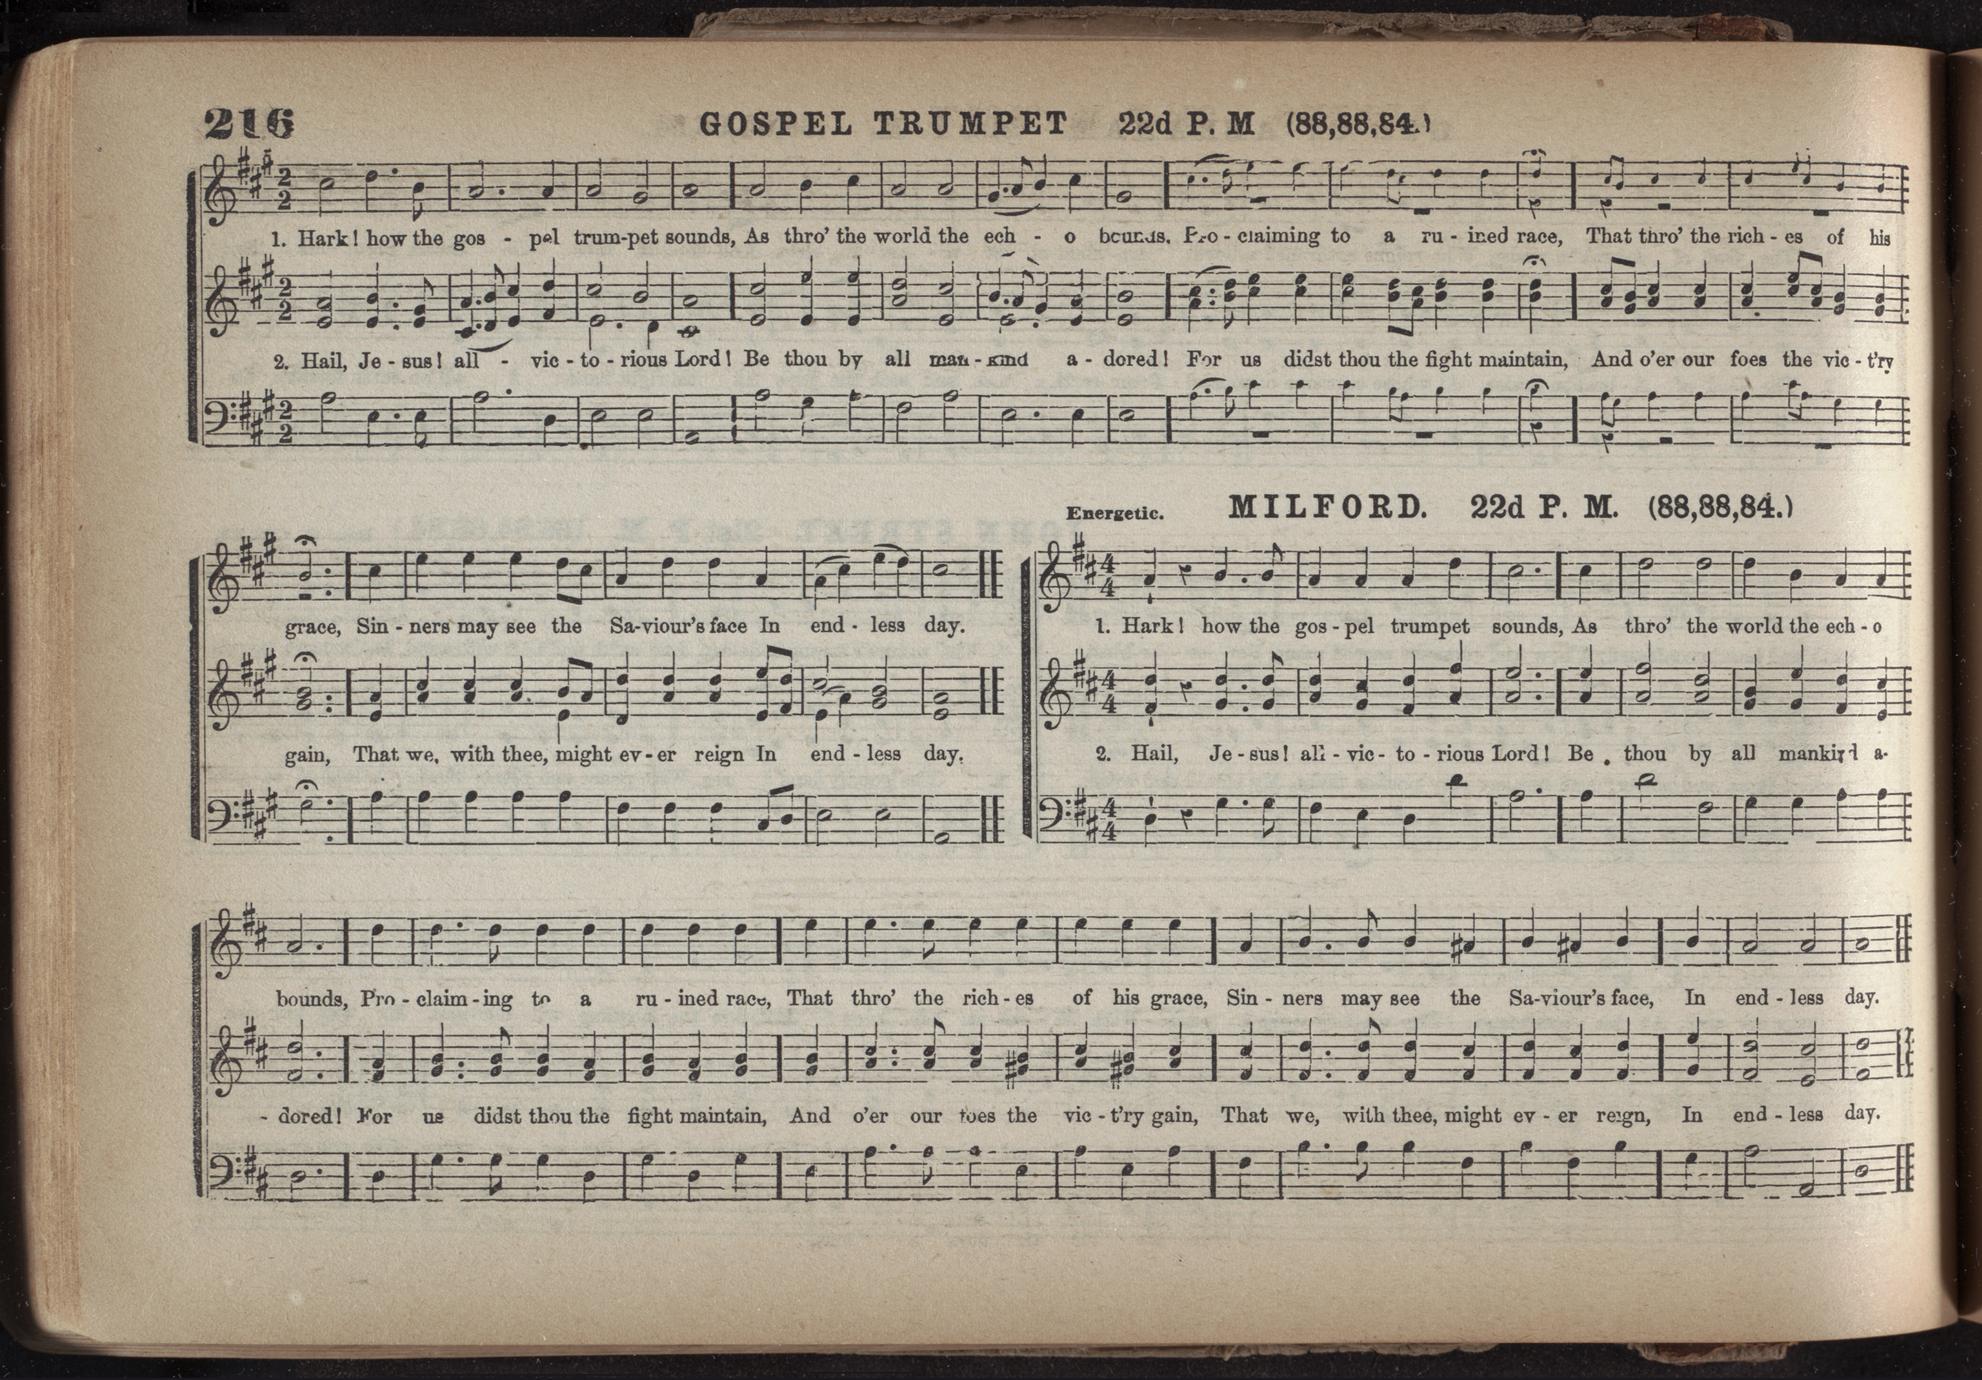 216
GOSPEL TRUMPET 22d P. M (88,88,84.)
1. Hark! how the gos - pel trum-pet sounds, As thro' the world the ech - o bounds. Pro - claiming to a ru - ined race, That thro' the rich - es of his
2. Hail, Je - sus! all - vic - to - rious Lord! Be thou by all man - kind a - dored! For us didst thou the fight maintain, And o'er our foes the vic - t'ry
grace, Sin - ners may see the Sa-viour's face In end - less day.
gain, That we, with thee, might ev-er reign In end - less day.
Energetic. MILFORD. 22d P. M. (88,88,84.)
1. Hark! how the gos - pel trumpet sounds, As thro' the world the ech - o
2. Hail, Je - sus! all - vic - to - rious Lord! Be thou by all mankind a-
bounds, Pro - claim - ing to a ru - ined race, That thro' the rich - es of his grace, Sin - ners may see the Sa-viour's face, In end - less day.
- dored! For us didst thou the fight maintain, And o'er our foes the vic - t'ry gain, That we, with thee, might ev - er reign, In end - less day.